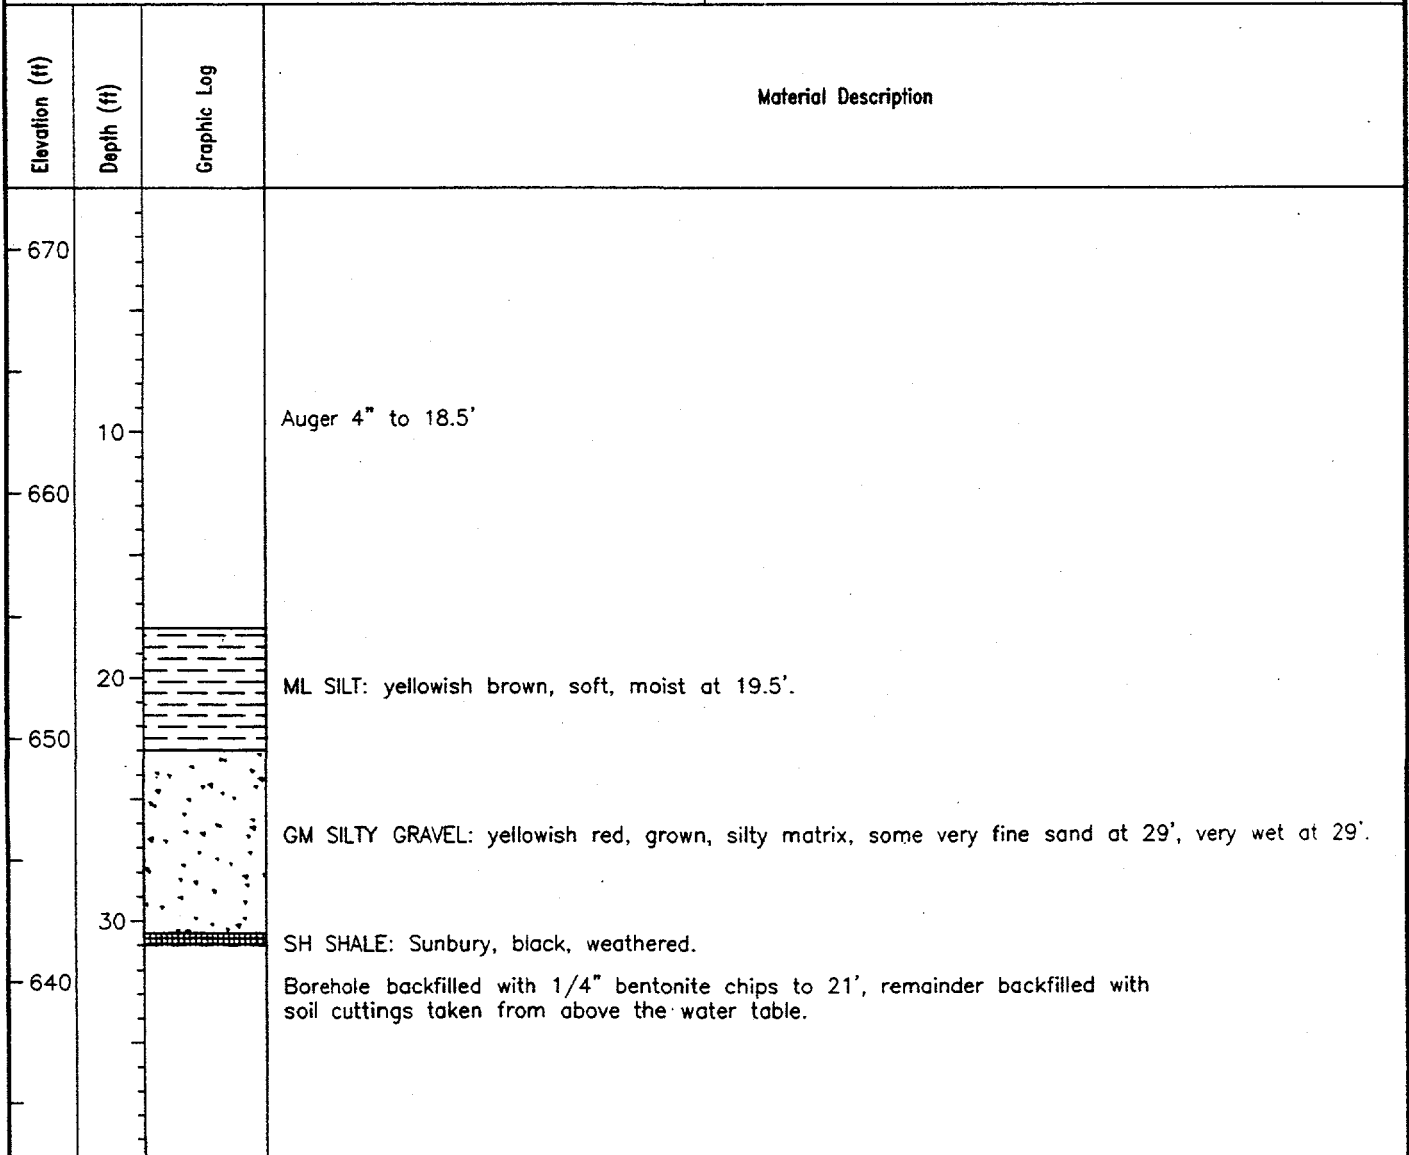 Elevation (ft)
Depth (ft)
Graphic Log
Material Description
670
Auger 4" to 18.5'
10
660
20
ML SILT: yellowish brown, soft, moist at 19.5'.
650
GM SILTY GRAVEL: yellowish red, grown, silty matrix, some very fine sand at 29', very wet at 29'.
30
SH SHALE: Sunbury, black, weathered.
640
Borehole backfilled with 1/4" bentonite chips to 21', remainder backfilled with
soil cuttings taken from above the water table.